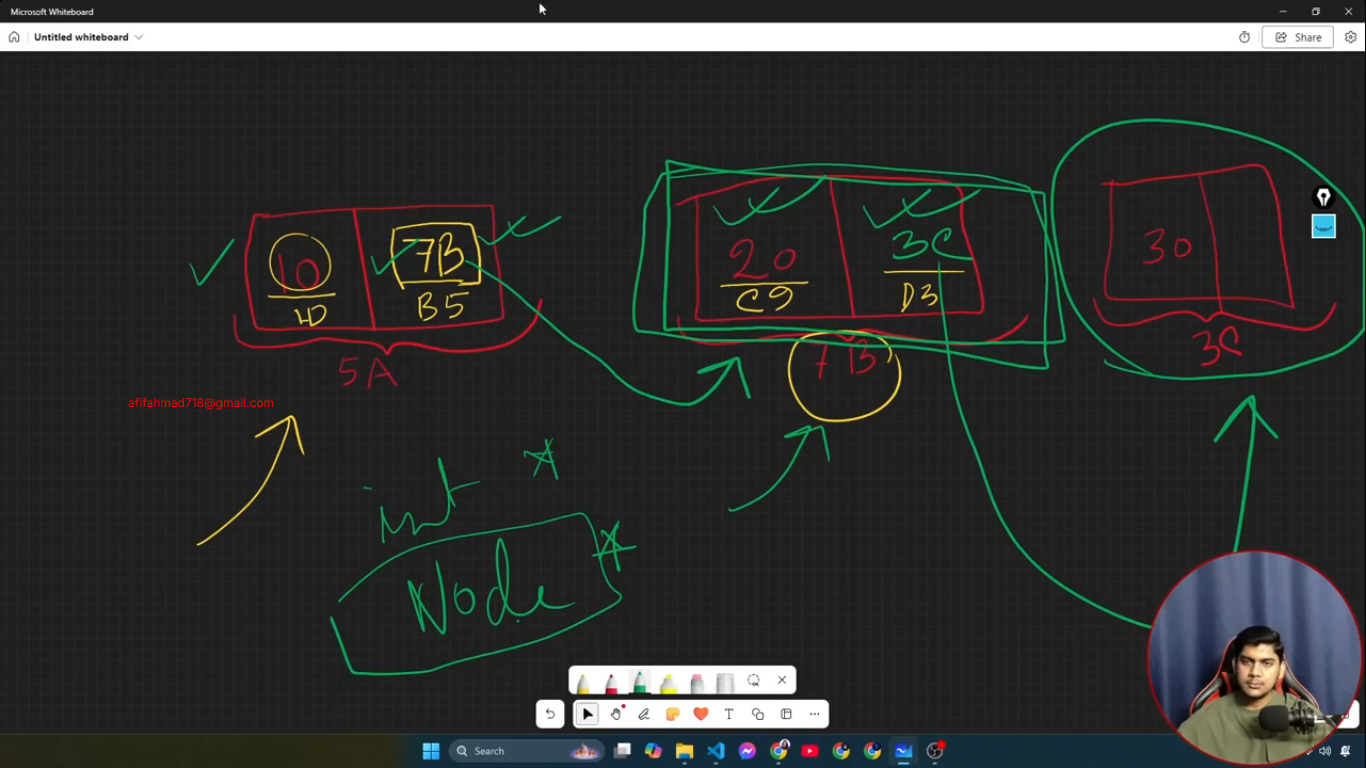 Microsoft Whiteboard
Untitled whiteboard
Share
10 7B
4D B5
5A
20 3C
C9 D3
7B
30
3C
afifahmad718@gmail.com
int *
Node *
T
Search